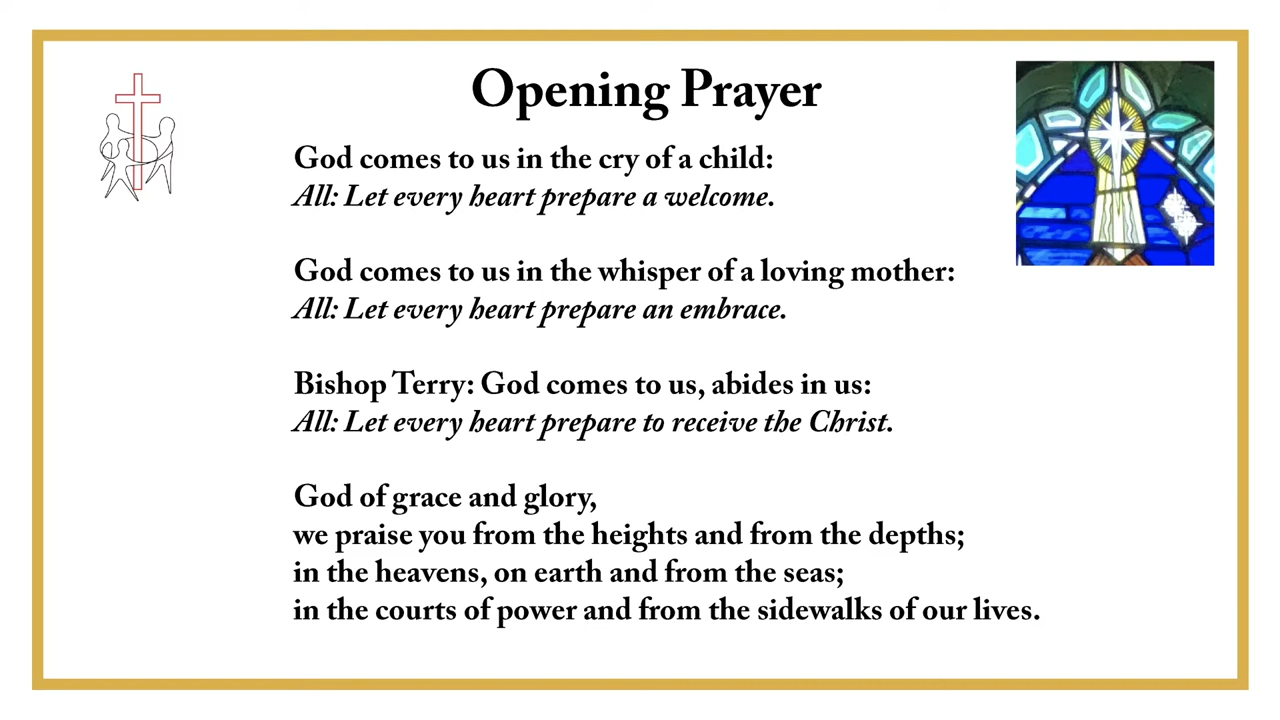 Opening Prayer
God comes to us in the cry of a child:
All: Let every heart prepare a welcome.
God comes to us in the whisper of a loving mother:
All: Let every heart prepare an embrace.
Bishop Terry: God comes to us, abides in us:
All: Let every heart prepare to receive the Christ.
God of grace and glory,
we praise you from the heights and from the depths;
in the heavens, on earth and from the seas;
in the courts of power and from the sidewalks of our lives.